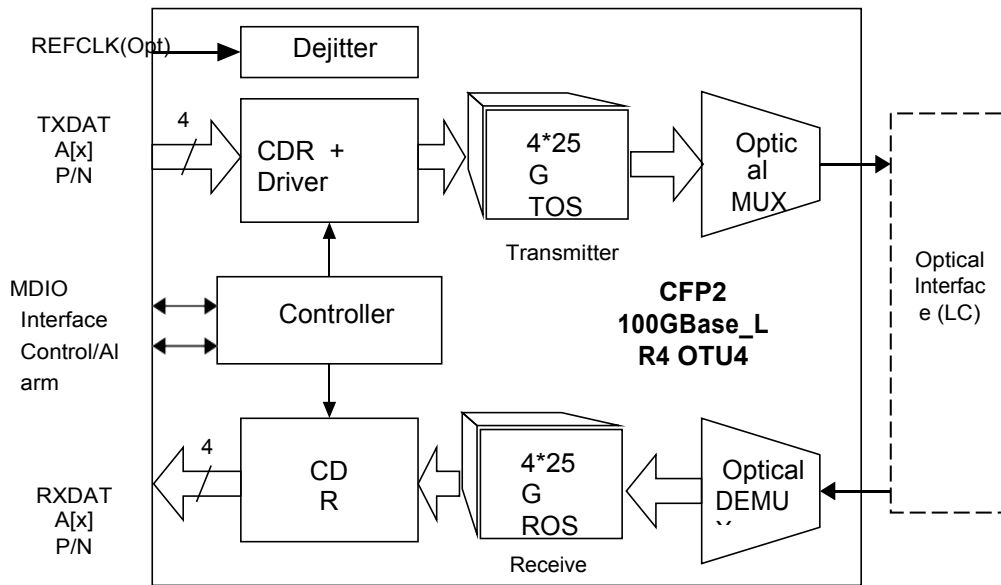 REFCLK(Opt)
Dejitter
TXDAT
A[x]
P/N
4
CDR +
Driver
4*25
G
TOS
Optic
al
MUX
Transmitter
MDIO
Interface
Control/Al
arm
Controller
CFP2
100GBase_L
R4 OTU4
Optical
Interfac
e (LC)
RXDAT
A[x]
P/N
4
CD
R
4*25
G
ROS
Optical
DEMU
Receive